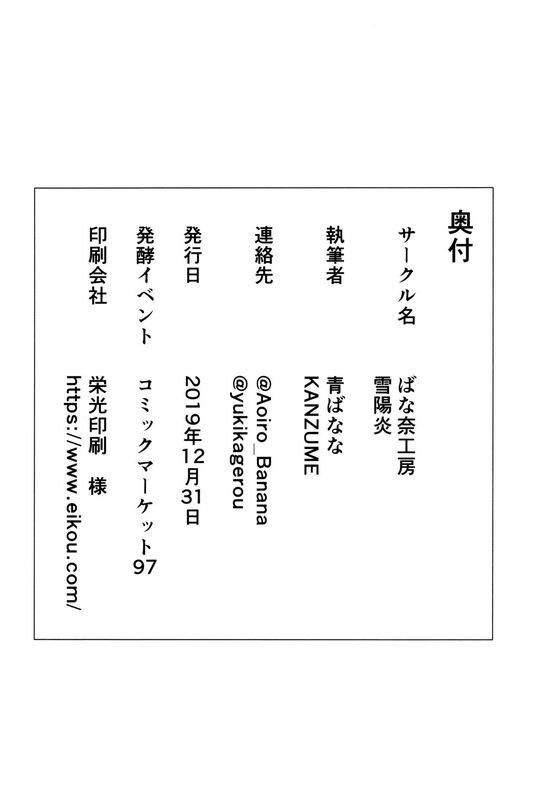 奥付
サークル名
ばな奈工房
雪陽炎
執筆者
青ばなな
KANZUME
連絡先
@Aoiro_Banana
@yukikagerou
発行日
2019年12月31日
発酵イベント
コミックマーケット97
印刷会社
栄光印刷 様
https://www.eikou.com/